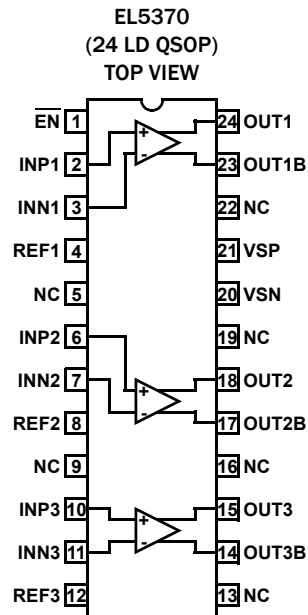 EL5370
(24 LD QSOP)
TOP VIEW
EN 1 24 OUT1
INP1 2 + - 23 OUT1B
INN1 3 22 NC
REF1 4 21 VSP
NC 5 20 VSN
INP2 6 19 NC
INN2 7 + - 18 OUT2
REF2 8 17 OUT2B
NC 9 16 NC
INP3 10 + 15 OUT3
INN3 11 - 14 OUT3B
REF3 12 13 NC